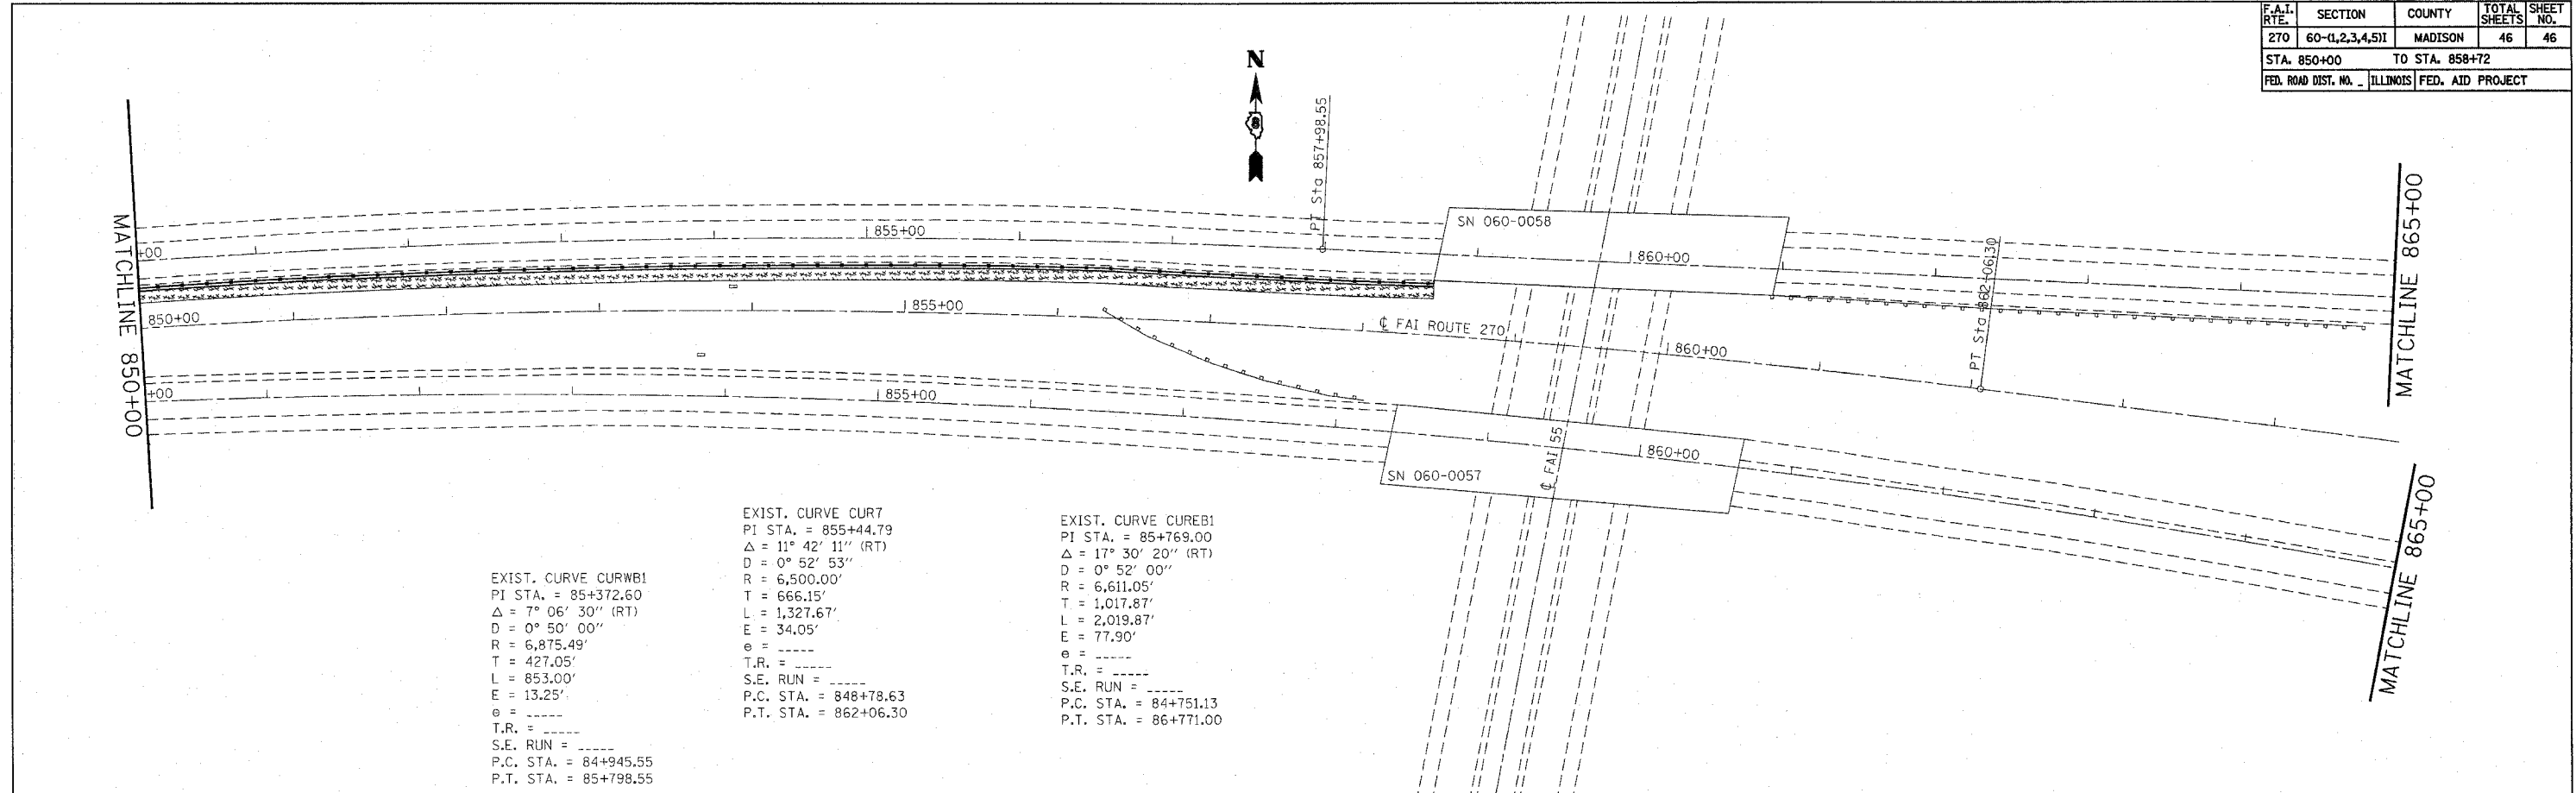 F.A.I. RTE. SECTION COUNTY TOTAL SHEETS SHEET NO.
270 60-(1,2,3,4,5)I MADISON 46 46
STA. 850+00 TO STA. 858+72
FED. ROAD DIST. NO. _ ILLINOIS FED. AID PROJECT
N
8
PT Sta 857+98.55
MATCHLINE 850+00
+00
855+00
SN 060-0058
860+00
PT Sta 862+06.30
MATCHLINE 865+00
850+00
855+00
℄ FAI ROUTE 270
860+00
+00
855+00
℄ FAI 55
860+00
SN 060-0057
MATCHLINE 865+00
EXIST. CURVE CURWB1
PI STA. = 85+372.60
Δ = 7° 06' 30'' (RT)
D = 0° 50' 00''
R = 6,875.49'
T = 427.05'
L = 853.00'
E = 13.25'
e = _____
T.R. = _____
S.E. RUN = _____
P.C. STA. = 84+945.55
P.T. STA. = 85+798.55
EXIST. CURVE CUR7
PI STA. = 855+44.79
Δ = 11° 42' 11'' (RT)
D = 0° 52' 53''
R = 6,500.00'
T = 666.15'
L = 1,327.67'
E = 34.05'
e = _____
T.R. = _____
S.E. RUN = _____
P.C. STA. = 848+78.63
P.T. STA. = 862+06.30
EXIST. CURVE CUREB1
PI STA. = 85+769.00
Δ = 17° 30' 20'' (RT)
D = 0° 52' 00''
R = 6,611.05'
T = 1,017.87'
L = 2,019.87'
E = 77.90'
e = _____
T.R. = _____
S.E. RUN = _____
P.C. STA. = 84+751.13
P.T. STA. = 86+771.00